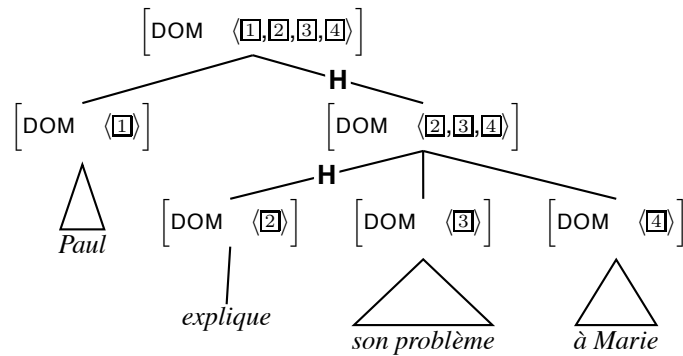 [DOM ⟨1,2,3,4⟩]
H
[DOM ⟨1⟩] [DOM ⟨2,3,4⟩]
H
[DOM ⟨2⟩] [DOM ⟨3⟩] [DOM ⟨4⟩]
Paul
explique
son problème à Marie